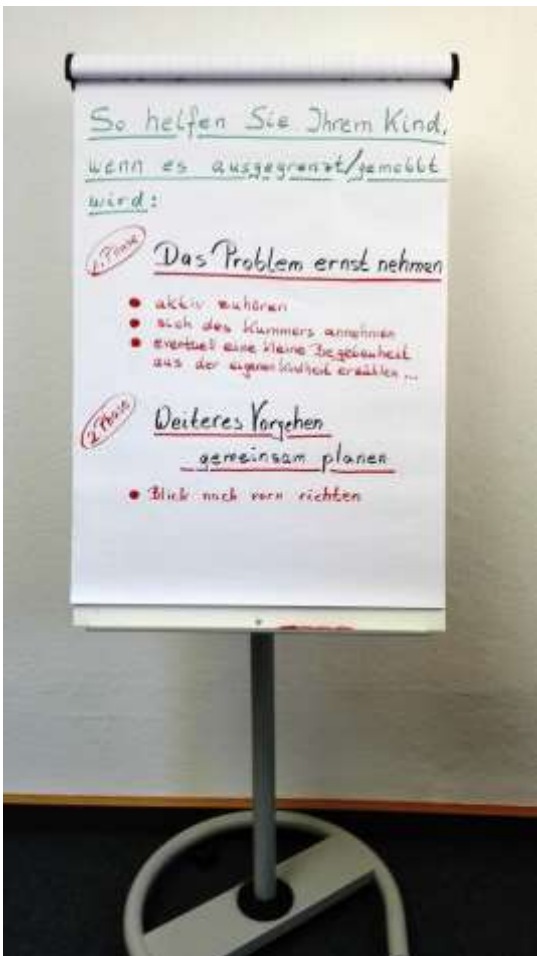 So helfen Sie Ihrem Kind,
wenn es ausgegrenzt/gemobbt
wird:
1. Phase
Das Problem ernst nehmen
• aktiv zuhören
• sich des Kummers annehmen
• eventuell eine kleine Begebenheit
aus der eigenen Kindheit erzählen ...
2. Phase
Weiteres Vorgehen
gemeinsam planen
• Blick nach vorn richten